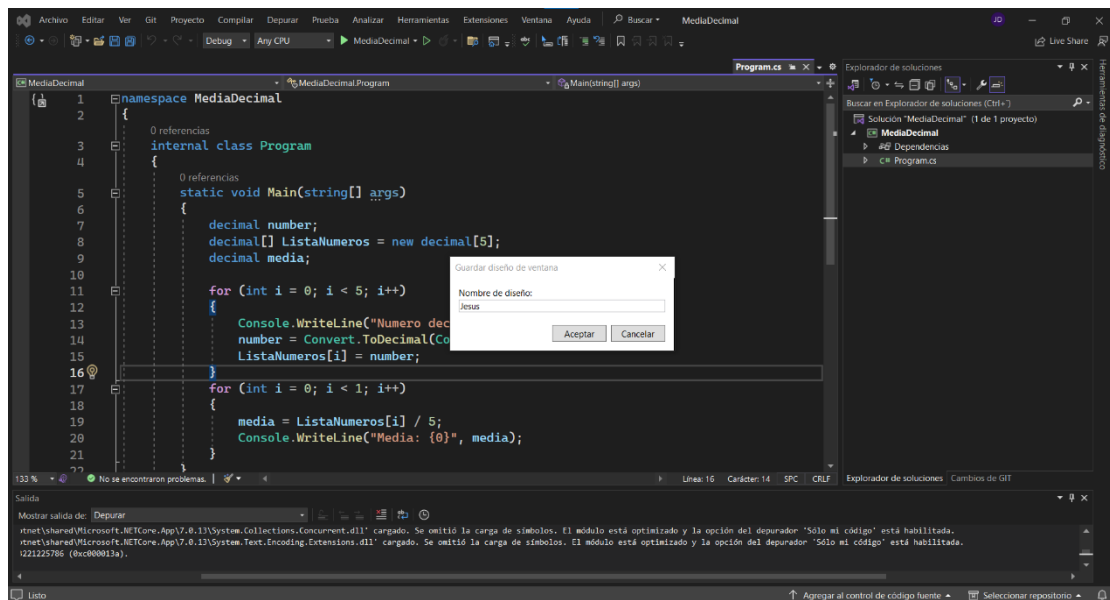 Archivo Editar Ver Git Proyecto Compilar Depurar Prueba Analizar Herramientas Extensiones Ventana Ayuda Buscar MediaDecimal JD
Debug Any CPU MediaDecimal Live Share
Program.cs
Explorador de soluciones
MediaDecimal MediaDecimal.Program Main(string[] args)
Buscar en Explorador de soluciones (Ctrl+´)
Solución "MediaDecimal" (1 de 1 proyecto)
MediaDecimal
Dependencias
C# Program.cs
Herramientas de diagnóstico
1 namespace MediaDecimal
2 {
0 referencias
3 internal class Program
4 {
0 referencias
5 static void Main(string[] args)
6 {
7 decimal number;
8 decimal[] ListaNumeros = new decimal[5];
9 decimal media;
10
11 for (int i = 0; i < 5; i++)
12 {
13 Console.WriteLine("Numero dec
14 number = Convert.ToDecimal(Co
15 ListaNumeros[i] = number;
16 }
17 for (int i = 0; i < 1; i++)
18 {
19 media = ListaNumeros[i] / 5;
20 Console.WriteLine("Media: {0}", media);
21 }
22 }
Guardar diseño de ventana
Nombre de diseño:
Jesus
Aceptar Cancelar
133 % No se encontraron problemas. Línea: 16 Carácter: 14 SPC CRLF
Explorador de soluciones Cambios de GIT
Salida
Mostrar salida de: Depurar
otnet\shared\Microsoft.NETCore.App\7.0.13\System.Collections.Concurrent.dll' cargado. Se omitió la carga de símbolos. El módulo está optimizado y la opción del depurador 'Sólo mi código' está habilitada.
otnet\shared\Microsoft.NETCore.App\7.0.13\System.Text.Encoding.Extensions.dll' cargado. Se omitió la carga de símbolos. El módulo está optimizado y la opción del depurador 'Sólo mi código' está habilitada.
3221225786 (0xc000013a).
Listo Agregar al control de código fuente Seleccionar repositorio